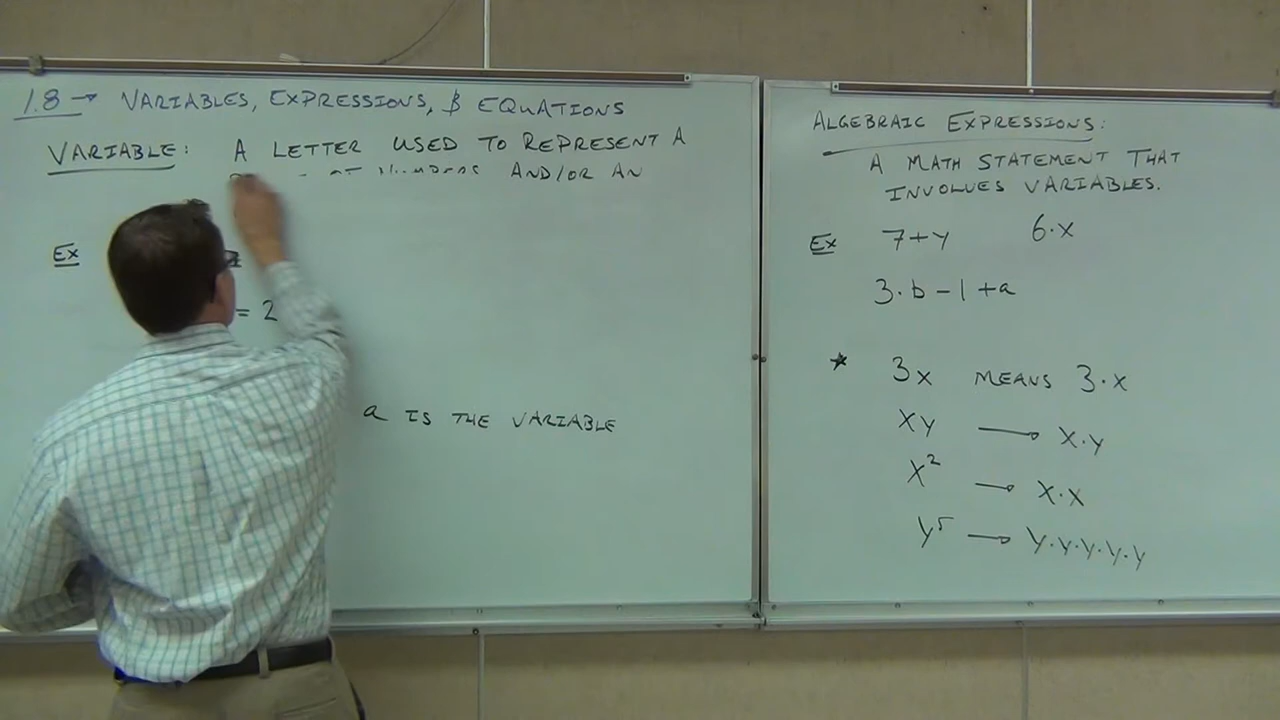 1.8 → VARIABLES, EXPRESSIONS, & EQUATIONS
VARIABLE: A LETTER USED TO REPRESENT A
AND/OR AN
Ex
= 2
a IS THE VARIABLE
ALGEBRAIC EXPRESSIONS:
A MATH STATEMENT THAT
INVOLVES VARIABLES.
Ex 7+y 6·x
3·b-1+a
* 3x MEANS 3·x
xy → x·y
x² → x·x
y⁵ → y·y·y·y·y